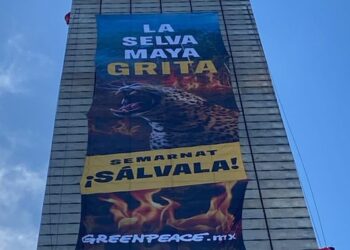 LA
SELVA
MAYA
GRITA
SEMARNAT
¡SÁLVALA!
GREENPEACE.mx